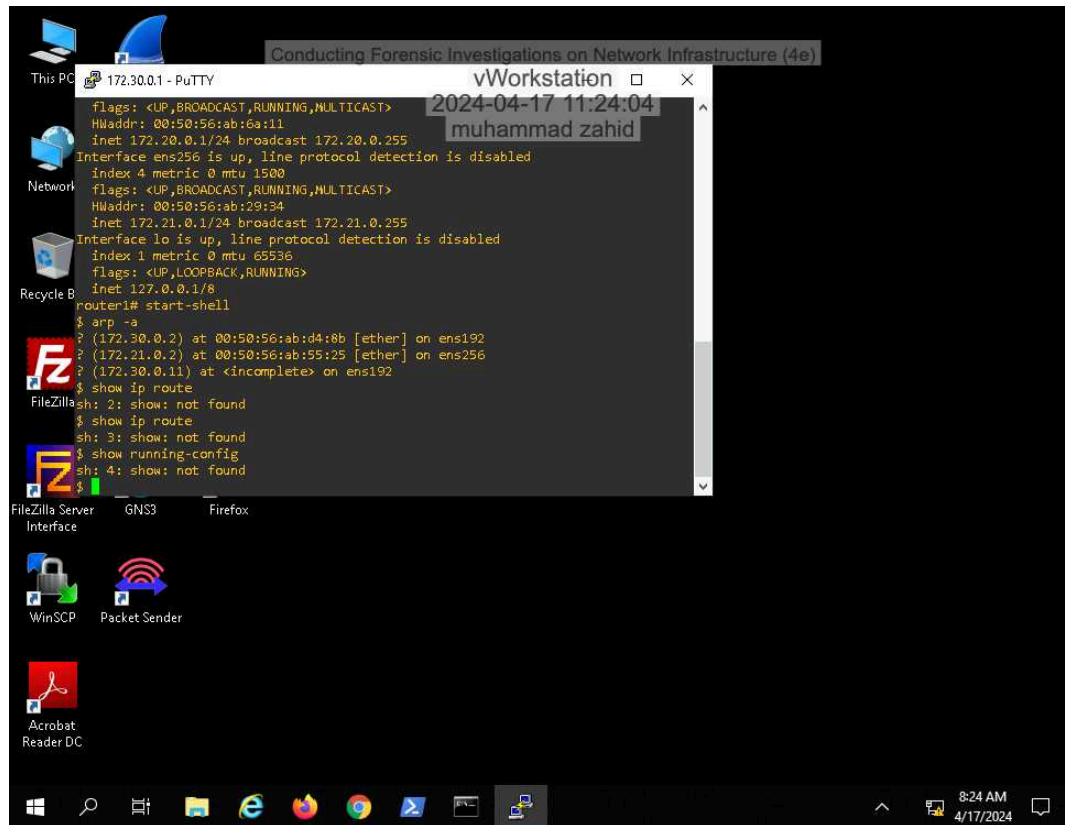 Conducting Forensic Investigations on Network Infrastructure (4e)
vWorkstation
2024-04-17 11:24:04
muhammad zahid
This PC
172.30.0.1 - PuTTY
flags: <UP,BROADCAST,RUNNING,MULTICAST>
HWaddr: 00:50:56:ab:6a:11
inet 172.20.0.1/24 broadcast 172.20.0.255
Interface ens256 is up, line protocol detection is disabled
index 4 metric 0 mtu 1500
flags: <UP,BROADCAST,RUNNING,MULTICAST>
HWaddr: 00:50:56:ab:29:34
inet 172.21.0.1/24 broadcast 172.21.0.255
Interface lo is up, line protocol detection is disabled
index 1 metric 0 mtu 65536
flags: <UP,LOOPBACK,RUNNING>
inet 127.0.0.1/8
router1# start-shell
$ arp -a
? (172.30.0.2) at 00:50:56:ab:d4:8b [ether] on ens192
? (172.21.0.2) at 00:50:56:ab:55:25 [ether] on ens256
? (172.30.0.11) at <incomplete> on ens192
$ show ip route
sh: 2: show: not found
$ show ip route
sh: 3: show: not found
$ show running-config
sh: 4: show: not found
$
Network
Recycle B
FileZilla
FileZilla Server
Interface
GNS3
Firefox
WinSCP
Packet Sender
Acrobat
Reader DC
8:24 AM
4/17/2024